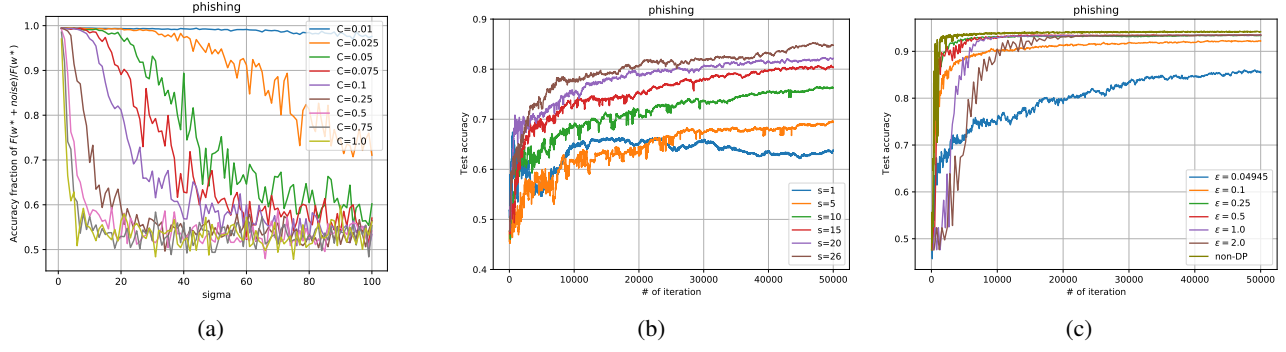 phishing
Accuracy (fraction of F(w* + noise)/F(w*)
1.0
0.9
0.8
0.7
0.6
0.5
0
20
40
60
80
100
sigma
C=0.01
C=0.025
C=0.05
C=0.075
C=0.1
C=0.25
C=0.5
C=0.75
C=1.0
(a)
phishing
Test accuracy
0.9
0.8
0.7
0.6
0.5
0.4
0
10000
20000
30000
40000
50000
# of iteration
s=1
s=5
s=10
s=15
s=20
s=26
(b)
phishing
Test accuracy
0.9
0.8
0.7
0.6
0.5
0
10000
20000
30000
40000
50000
# of iteration
ε = 0.04945
ε = 0.1
ε = 0.25
ε = 0.5
ε = 1.0
ε = 2.0
non-DP
(c)